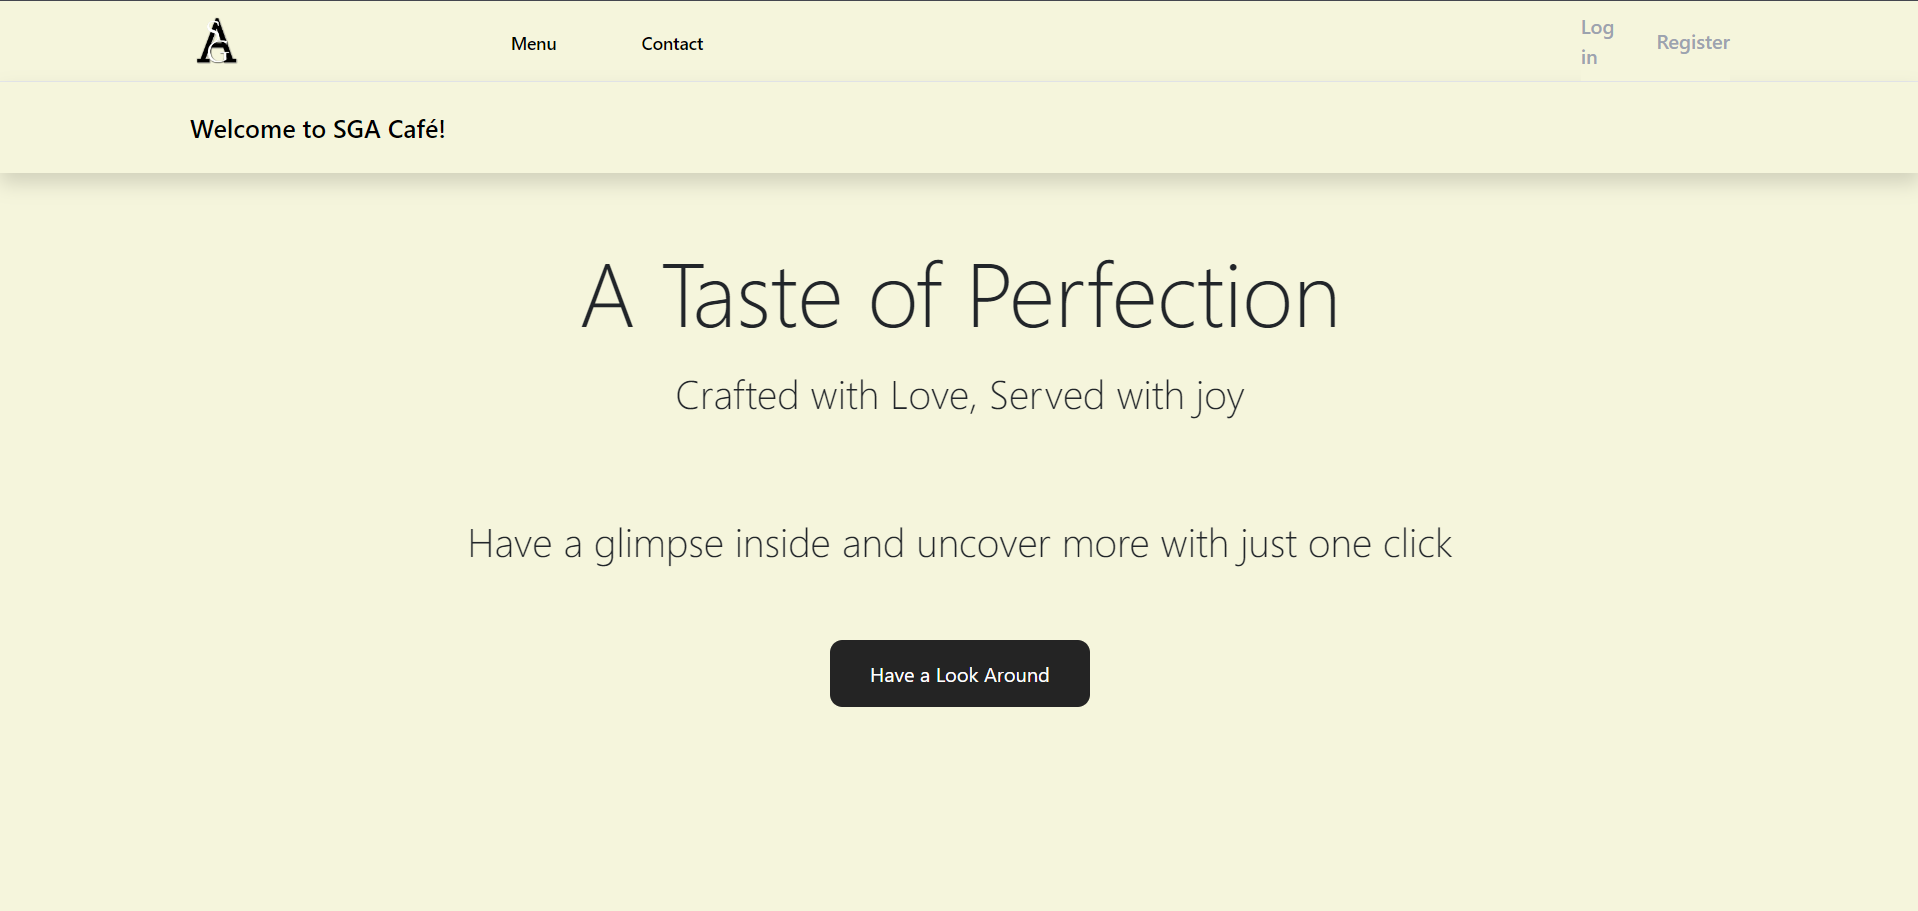 Menu Contact Log in Register
Welcome to SGA Café!
A Taste of Perfection
Crafted with Love, Served with joy
Have a glimpse inside and uncover more with just one click
Have a Look Around